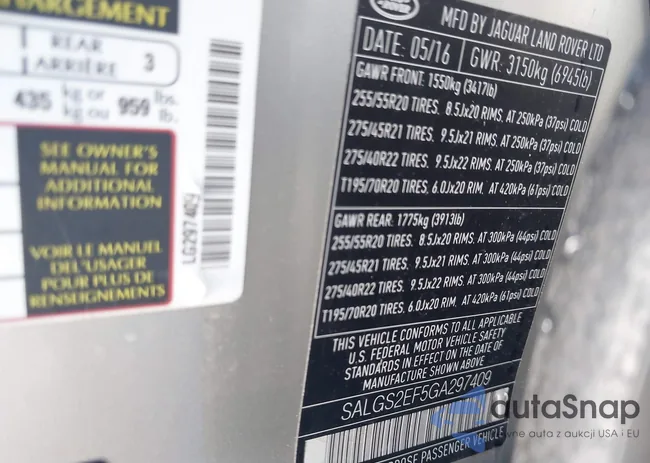 CHARGEMENT
REAR
ARRIÈRE 3
435 kg or 959 lbs.
kg ou lb.
SEE OWNER'S
MANUAL FOR
ADDITIONAL
INFORMATION
VOIR LE MANUEL
DEL'USAGER
POUR PLUS DE
RENSEIGNEMENTS
LG297409
ROVER
MFD BY JAGUAR LAND ROVER LTD
DATE: 05/16 GWR: 3150kg (6945lb)
GAWR FRONT: 1550kg (3417lb)
255/55R20 TIRES. 8.5Jx20 RIMS. AT 250kPa (37psi) COLD
275/45R21 TIRES. 9.5Jx21 RIMS. AT 250kPa (37psi) COLD
275/40R22 TIRES. 9.5Jx22 RIMS. AT 250kPa (37psi) COLD
T195/70R20 TIRES. 6.0Jx20 RIM. AT 420kPa (61psi) COLD
GAWR REAR: 1775kg (3913lb)
255/55R20 TIRES. 8.5Jx20 RIMS. AT 300kPa (44psi) COLD
275/45R21 TIRES. 9.5Jx21 RIMS. AT 300kPa (44psi) COLD
275/40R22 TIRES. 9.5Jx22 RIMS. AT 300kPa (44psi) COLD
T195/70R20 TIRES. 6.0Jx20 RIM. AT 420kPa (61psi) COLD
THIS VEHICLE CONFORMS TO ALL APPLICABLE
U.S. FEDERAL MOTOR VEHICLE SAFETY
STANDARDS IN EFFECT ON THE DATE OF
MANUFACTURE SHOWN ABOVE
SALGS2EF5GA297409
autaSnap
aukcji USA i EU
PASSENGER VEHICLE